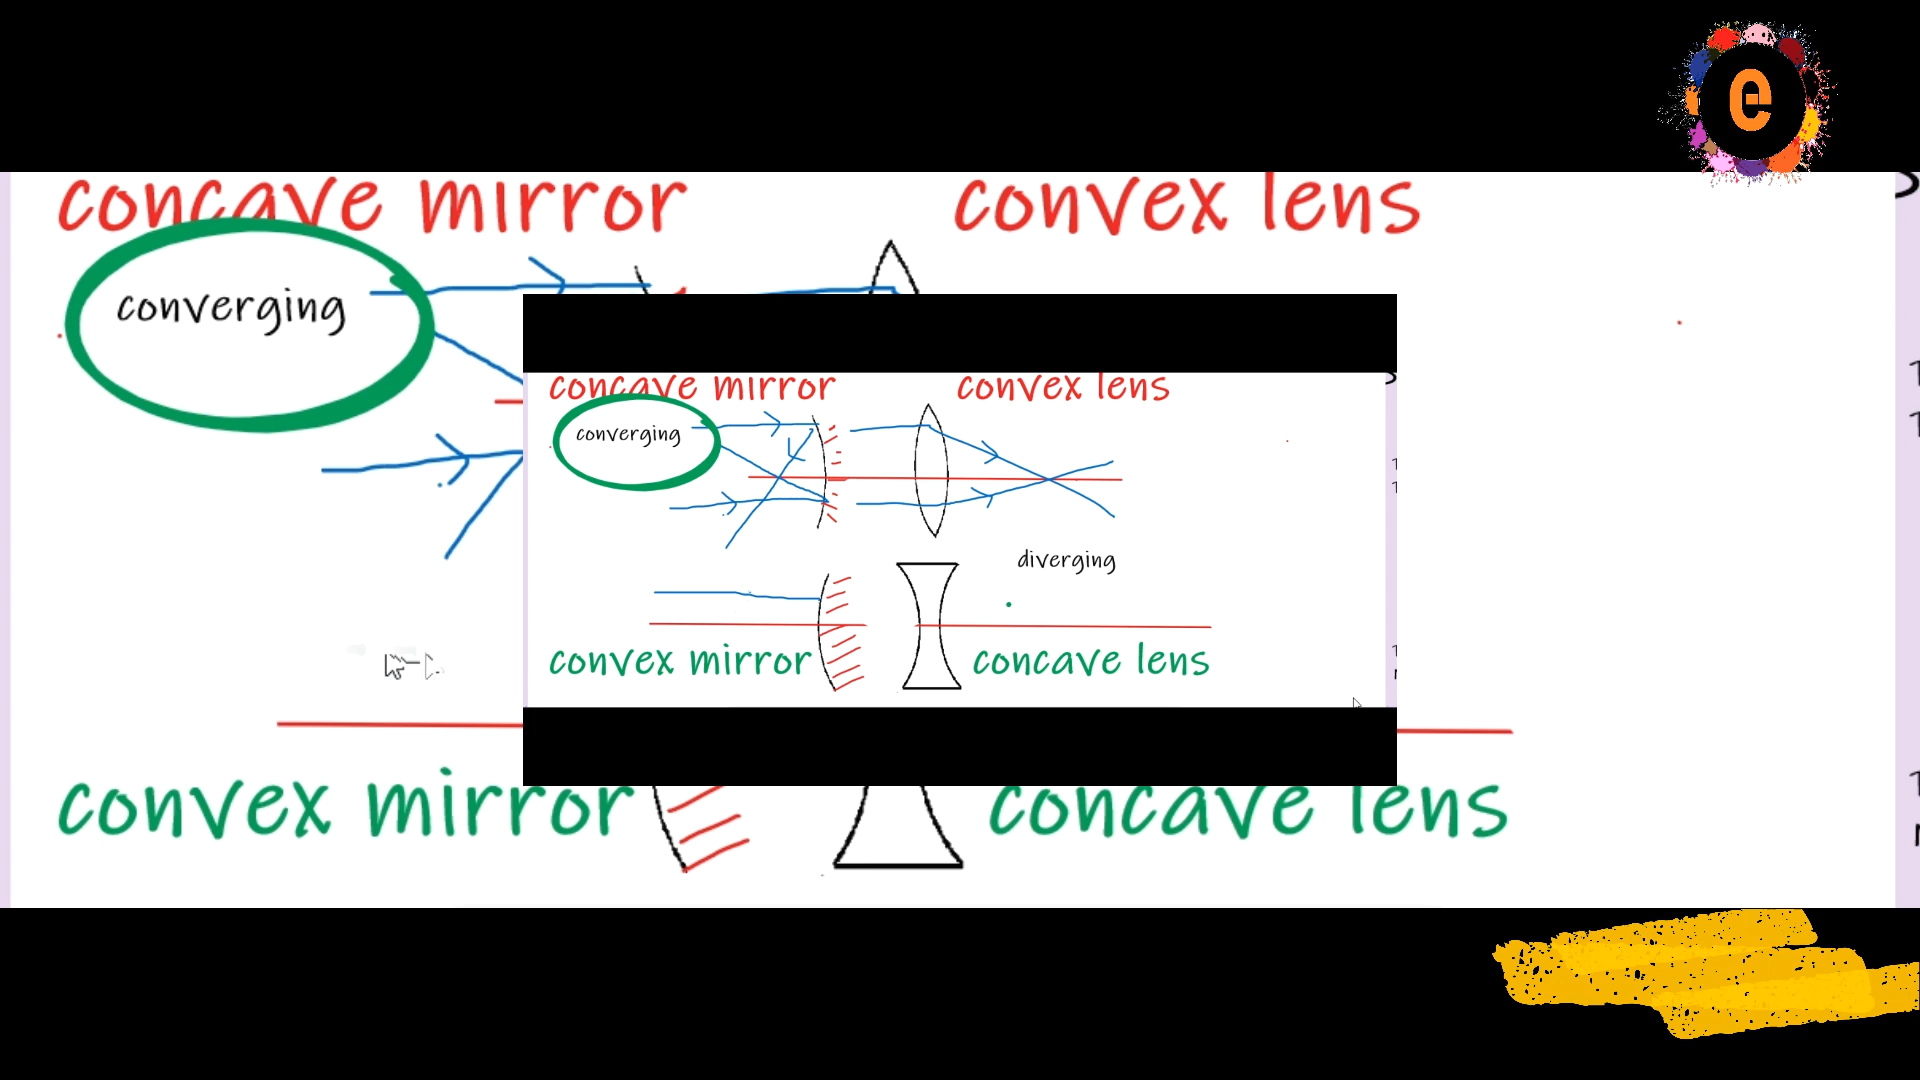 e
concave mirror convex lens
converging
concave mirror convex lens
converging
diverging
convex mirror concave lens
convex mirror concave lens